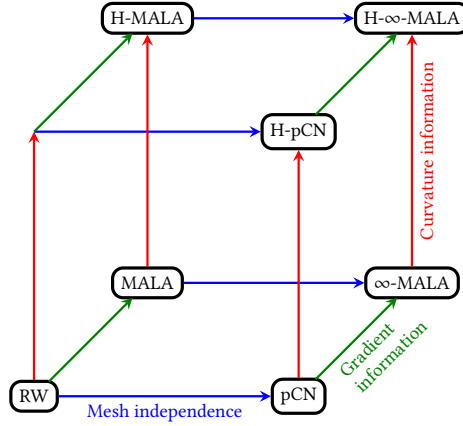 H-MALA
H-∞-MALA
H-pCN
Curvature information
MALA
∞-MALA
Gradient
information
RW
pCN
Mesh independence